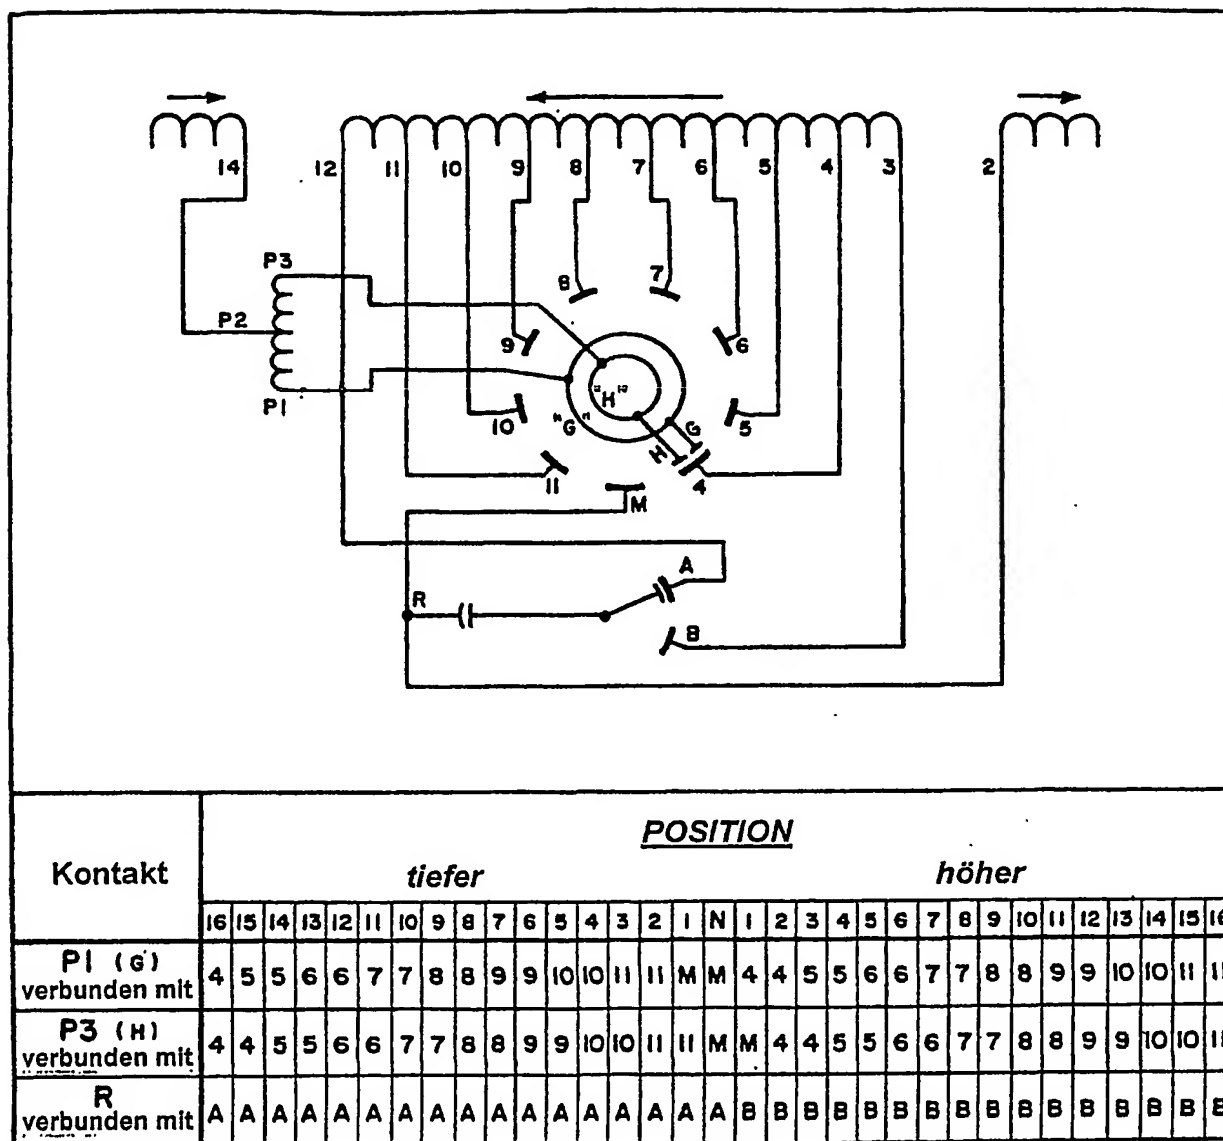 14 12 11 10 9 8 7 6 5 4 3 2
P3
8 7
P2
9 6
"H"
P1
10 "G" G 5
H
11 4
M
A
R
B
POSITION
Kontakt tiefer höher
16 15 14 13 12 11 10 9 8 7 6 5 4 3 2 1 N 1 2 3 4 5 6 7 8 9 10 11 12 13 14 15 16
P1 (G) 4 5 5 6 6 7 7 8 8 9 9 10 10 11 11 M M 4 4 5 5 6 6 7 7 8 8 9 9 10 10 11 11
verbunden mit
P3 (H) 4 4 5 5 6 6 7 7 8 8 9 9 10 10 11 11 M M 4 4 5 5 6 6 7 7 8 8 9 9 10 10 11
verbunden mit
R A A A A A A A A A A A A A A A A A B B B B B B B B B B B B B B B B
verbunden mit